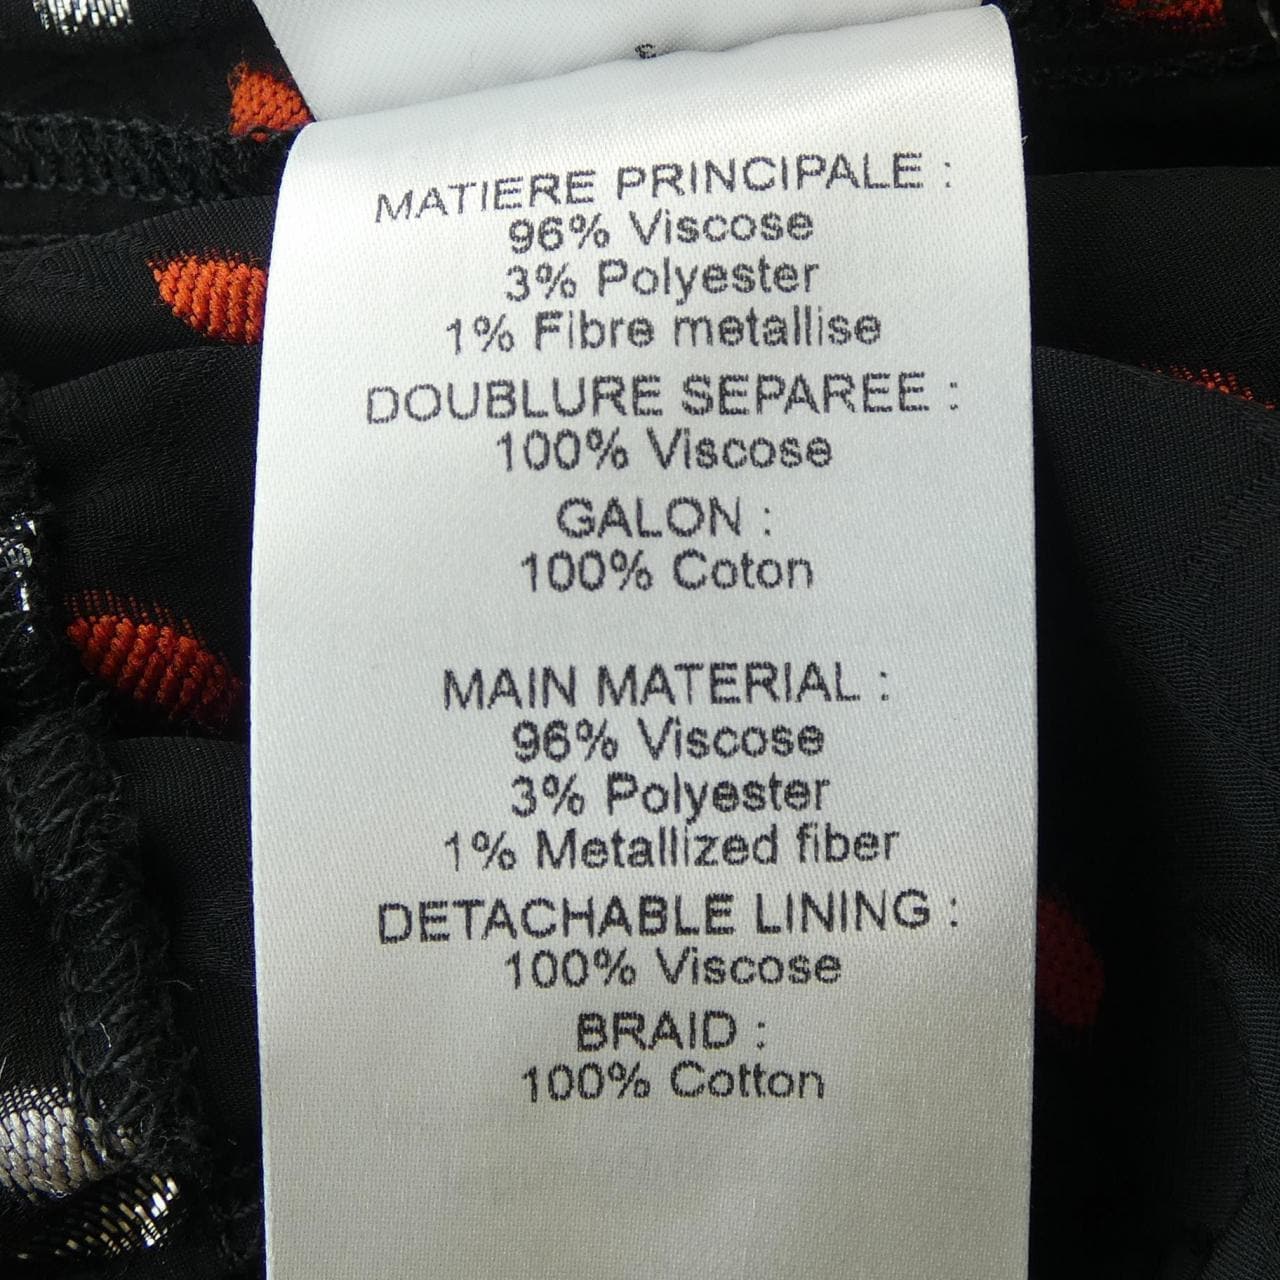 MATIERE PRINCIPALE :
96% Viscose
3% Polyester
1% Fibre metallise
DOUBLURE SEPAREE :
100% Viscose
GALON :
100% Coton
MAIN MATERIAL :
96% Viscose
3% Polyester
1% Metallized fiber
DETACHABLE LINING :
100% Viscose
BRAID :
100% Cotton